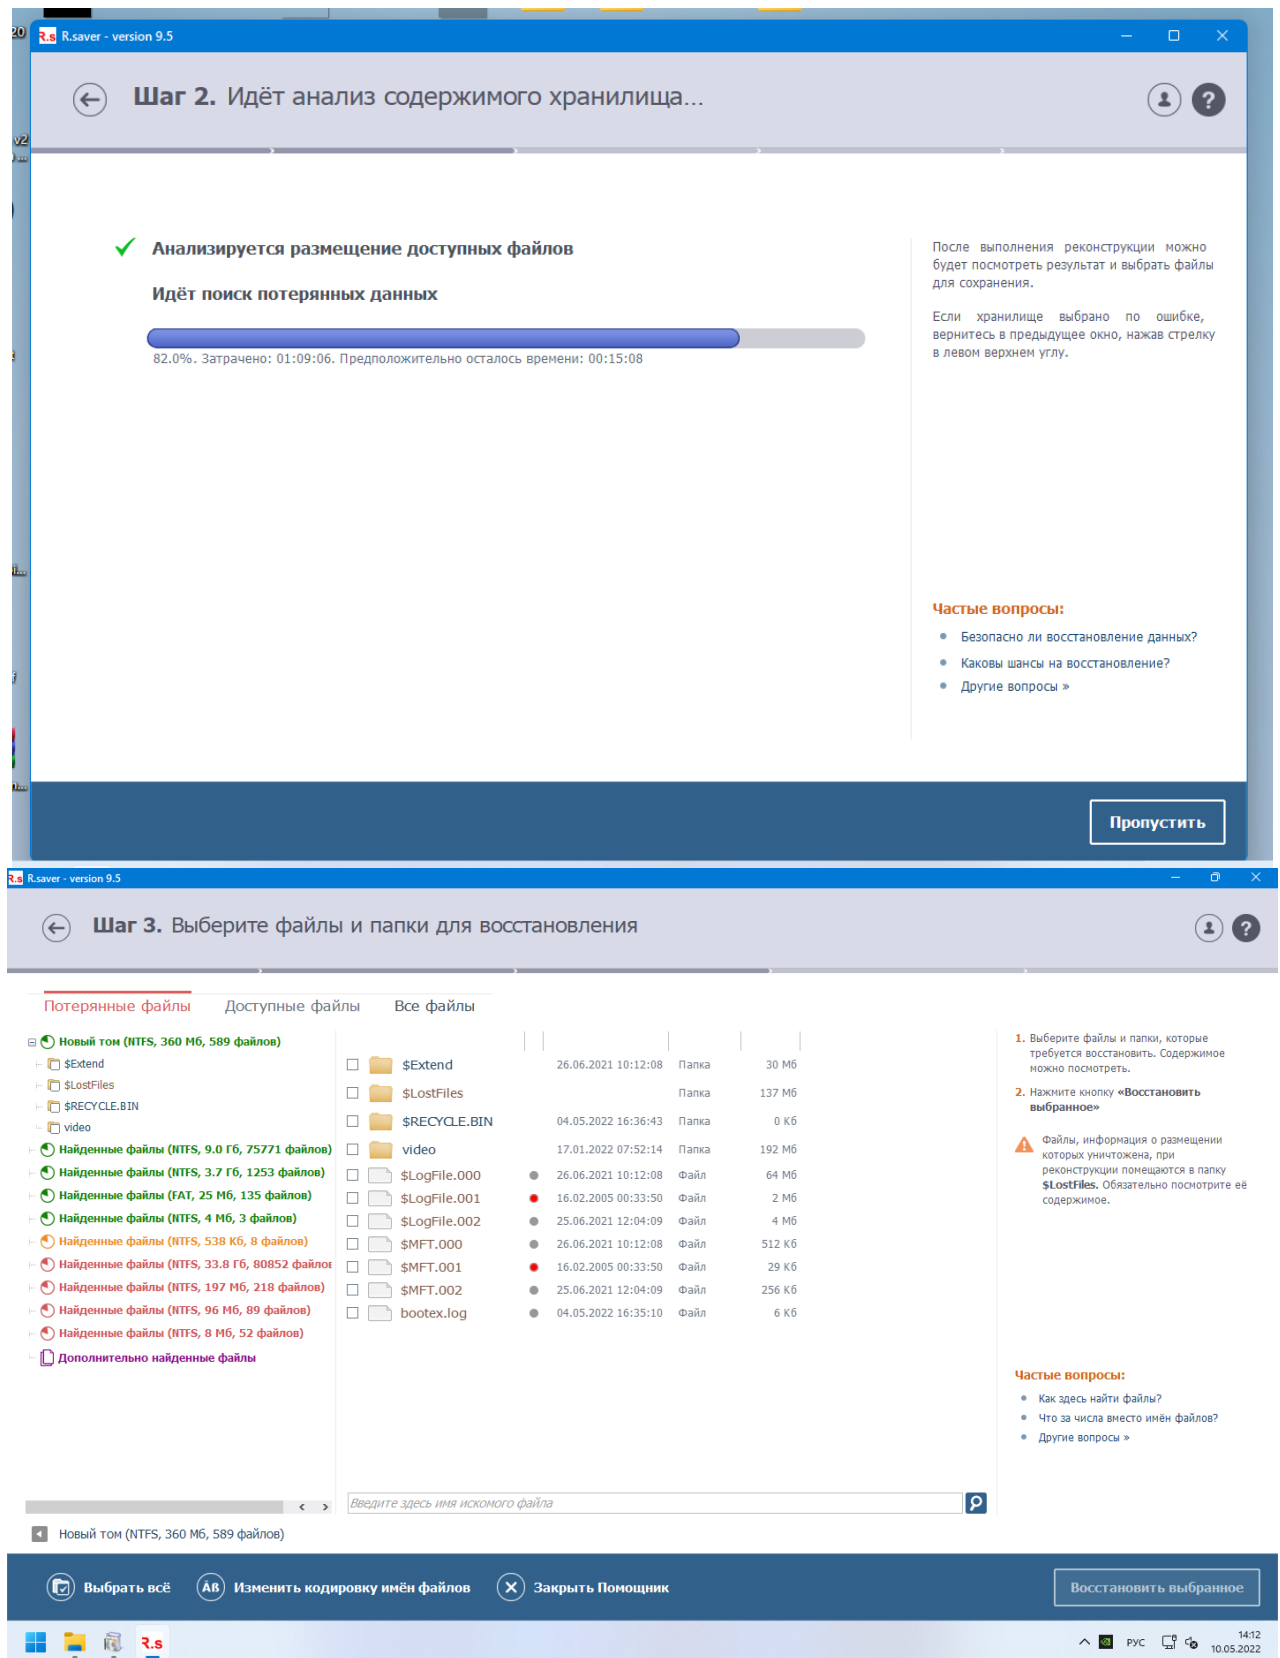 20
R.s R.saver - version 9.5
Шаг 2. Идёт анализ содержимого хранилища...
?
v2
Анализируется размещение доступных файлов
Идёт поиск потерянных данных
82.0%. Затрачено: 01:09:06. Предположительно осталось времени: 00:15:08
После выполнения реконструкции можно
будет посмотреть результат и выбрать файлы
для сохранения.
Если хранилище выбрано по ошибке,
вернитесь в предыдущее окно, нажав стрелку
в левом верхнем углу.
Частые вопросы:
Безопасно ли восстановление данных?
Каковы шансы на восстановление?
Другие вопросы »
Пропустить
R.s R.saver - version 9.5
Шаг 3. Выберите файлы и папки для восстановления
?
Потерянные файлы Доступные файлы Все файлы
Новый том (NTFS, 360 Мб, 589 файлов)
$Extend
$LostFiles
$RECYCLE.BIN
video
Найденные файлы (NTFS, 9.0 Гб, 75771 файлов)
Найденные файлы (NTFS, 3.7 Гб, 1253 файлов)
Найденные файлы (FAT, 25 Мб, 135 файлов)
Найденные файлы (NTFS, 4 Мб, 3 файлов)
Найденные файлы (NTFS, 538 Кб, 8 файлов)
Найденные файлы (NTFS, 33.8 Гб, 80852 файлов
Найденные файлы (NTFS, 197 Мб, 218 файлов)
Найденные файлы (NTFS, 96 Мб, 89 файлов)
Найденные файлы (NTFS, 8 Мб, 52 файлов)
Дополнительно найденные файлы
$Extend 26.06.2021 10:12:08 Папка 30 Мб
$LostFiles Папка 137 Мб
$RECYCLE.BIN 04.05.2022 16:36:43 Папка 0 Кб
video 17.01.2022 07:52:14 Папка 192 Мб
$LogFile.000 26.06.2021 10:12:08 Файл 64 Мб
$LogFile.001 16.02.2005 00:33:50 Файл 2 Мб
$LogFile.002 25.06.2021 12:04:09 Файл 4 Мб
$MFT.000 26.06.2021 10:12:08 Файл 512 Кб
$MFT.001 16.02.2005 00:33:50 Файл 29 Кб
$MFT.002 25.06.2021 12:04:09 Файл 256 Кб
bootex.log 04.05.2022 16:35:10 Файл 6 Кб
1. Выберите файлы и папки, которые
требуется восстановить. Содержимое
можно посмотреть.
2. Нажмите кнопку «Восстановить
выбранное»
Файлы, информация о размещении
которых уничтожена, при
реконструкции помещаются в папку
$LostFiles. Обязательно посмотрите её
содержимое.
Частые вопросы:
Как здесь найти файлы?
Что за числа вместо имён файлов?
Другие вопросы »
Введите здесь имя искомого файла
Новый том (NTFS, 360 Мб, 589 файлов)
Выбрать всё
Aß Изменить кодировку имён файлов
Закрыть Помощник
Восстановить выбранное
R.s
РУС
14:12
10.05.2022